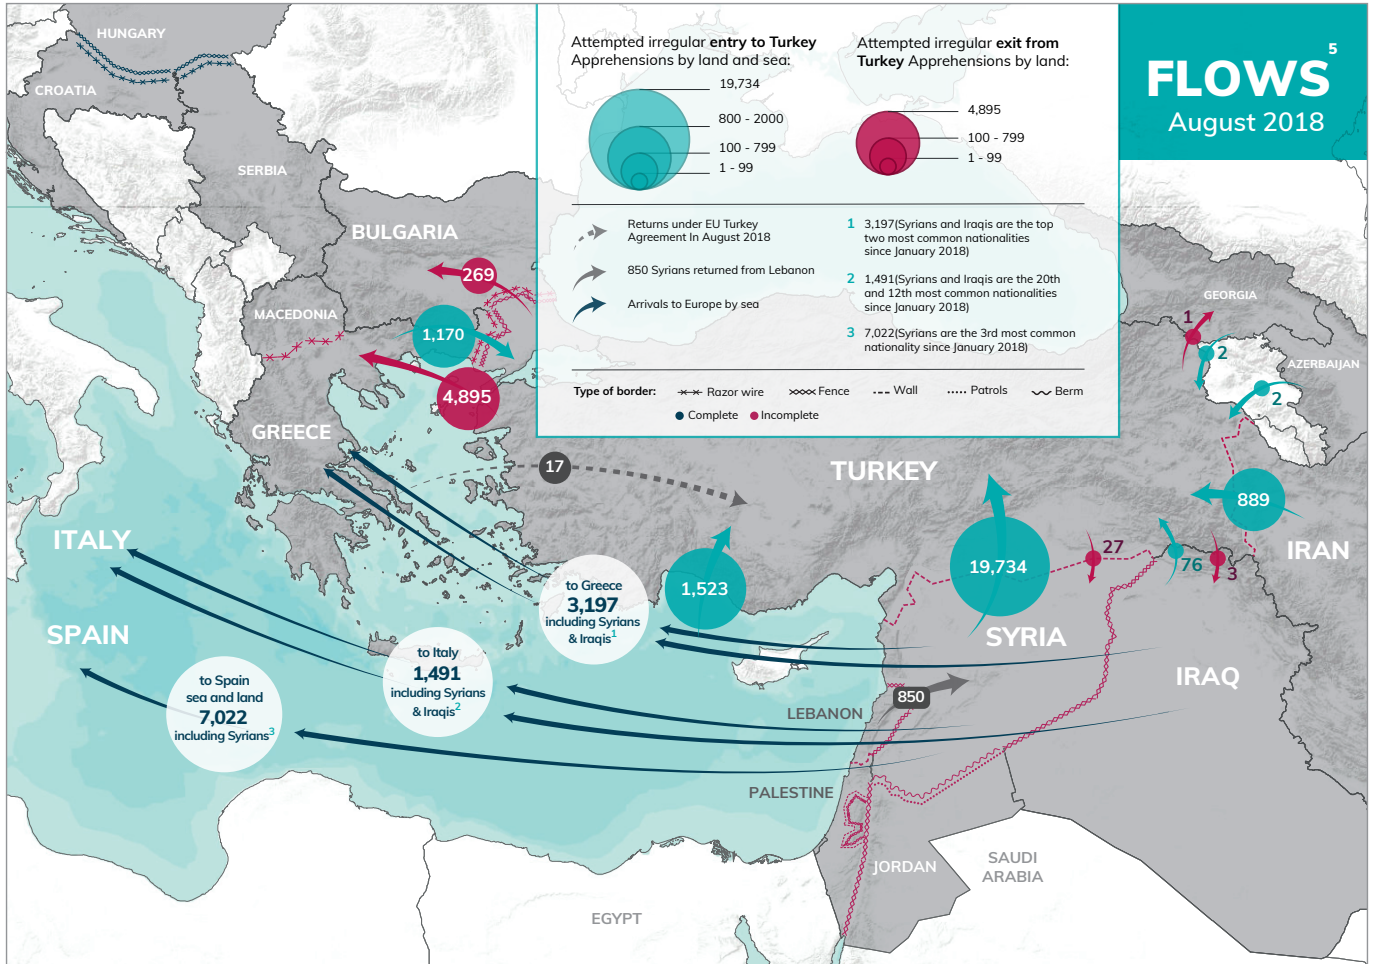 FLOWS5
August 2018
Attempted irregular entry to Turkey
Apprehensions by land and sea:
19,734
800 - 2000
100 - 799
1 - 99
Attempted irregular exit from
Turkey Apprehensions by land:
4,895
100 - 799
1 - 99
Returns under EU Turkey
Agreement In August 2018
850 Syrians returned from Lebanon
Arrivals to Europe by sea
1 3,197(Syrians and Iraqis are the top
two most common nationalities
since January 2018)
2 1,491(Syrians and Iraqis are the 20th
and 12th most common nationalities
since January 2018)
3 7,022(Syrians are the 3rd most common
nationality since January 2018)
Type of border: Razor wire Fence Wall Patrols Berm
Complete Incomplete
HUNGARY
CROATIA
SERBIA
BULGARIA
269
MACEDONIA
1,170
4,895
GREECE
GEORGIA
1
2
AZERBAIJAN
2
17
TURKEY
889
IRAN
ITALY
1,523
19,734
27
76
3
to Greece
3,197
including Syrians
& Iraqis1
SPAIN
SYRIA
to Italy
1,491
including Syrians
& Iraqis2
IRAQ
to Spain
sea and land
7,022
including Syrians3
850
LEBANON
PALESTINE
JORDAN
SAUDI
ARABIA
EGYPT